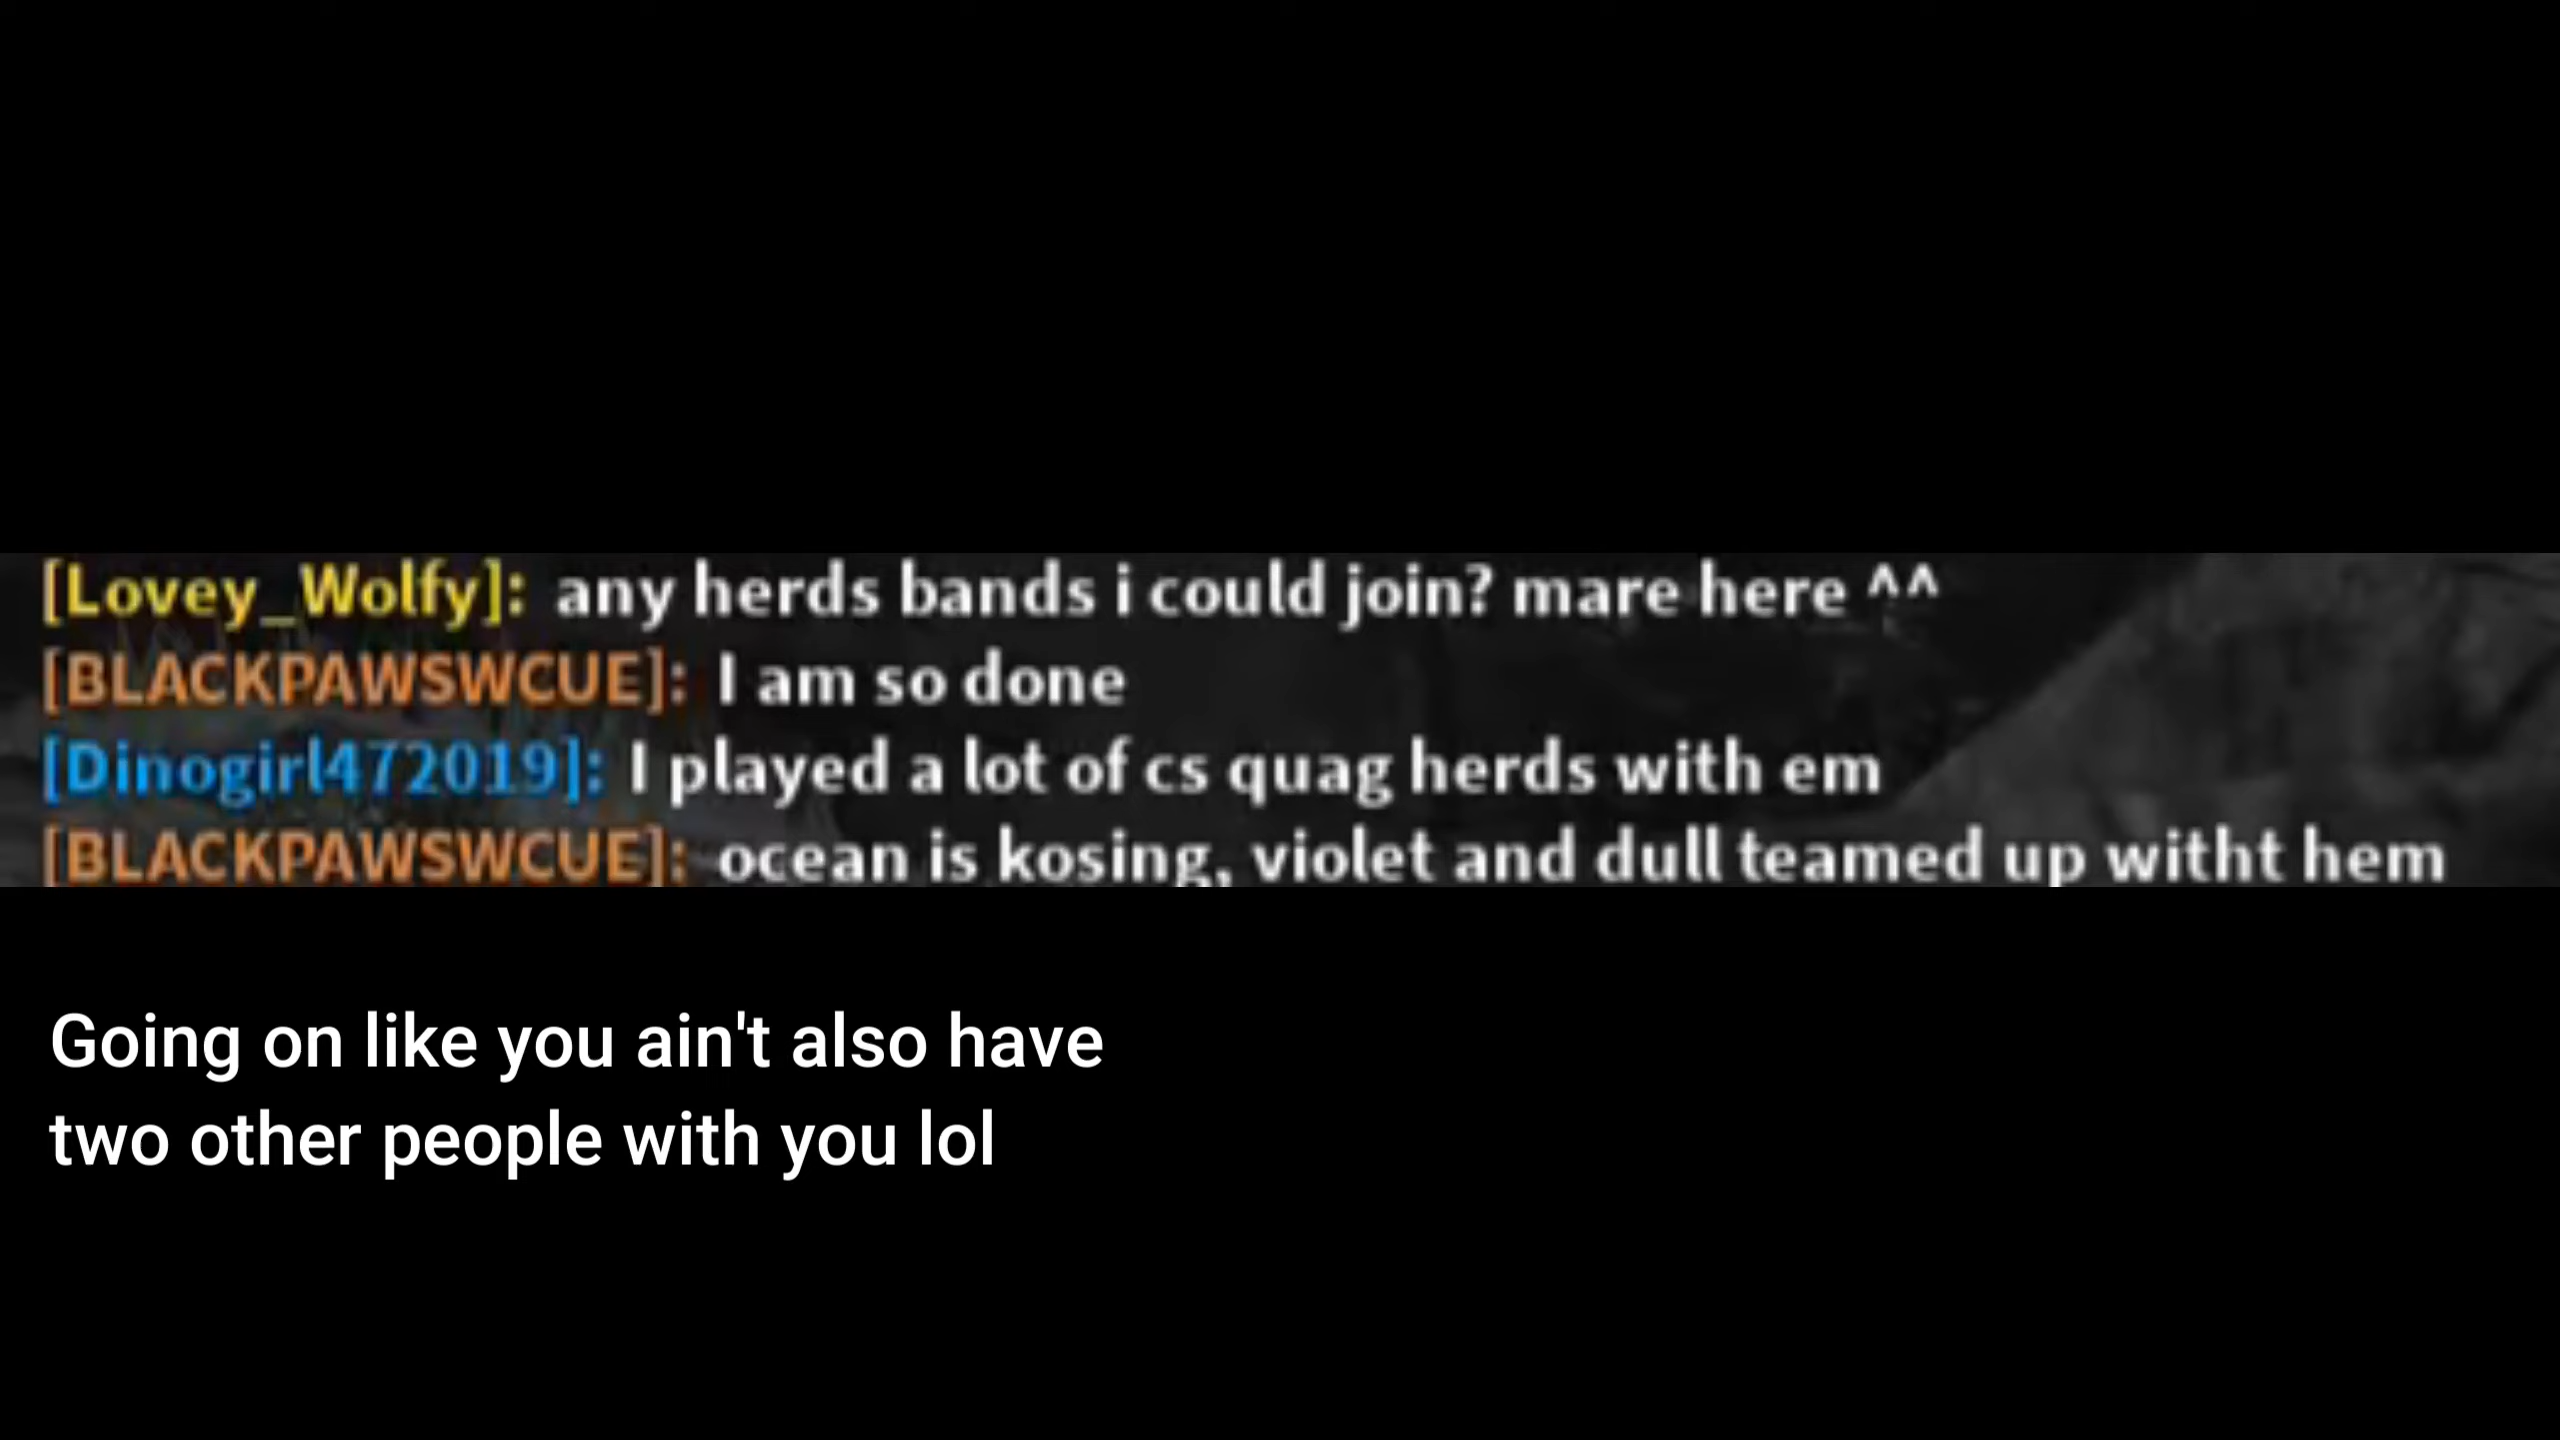 [Lovey_Wolfy]: any herds bands i could join? mare here ^^
[BLACKPAWSWCUE]: I am so done
[Dinogirl472019]: I played a lot of cs quag herds with em
[BLACKPAWSWCUE]: ocean is kosing, violet and dull teamed up witht hem
Going on like you ain't also have
two other people with you lol